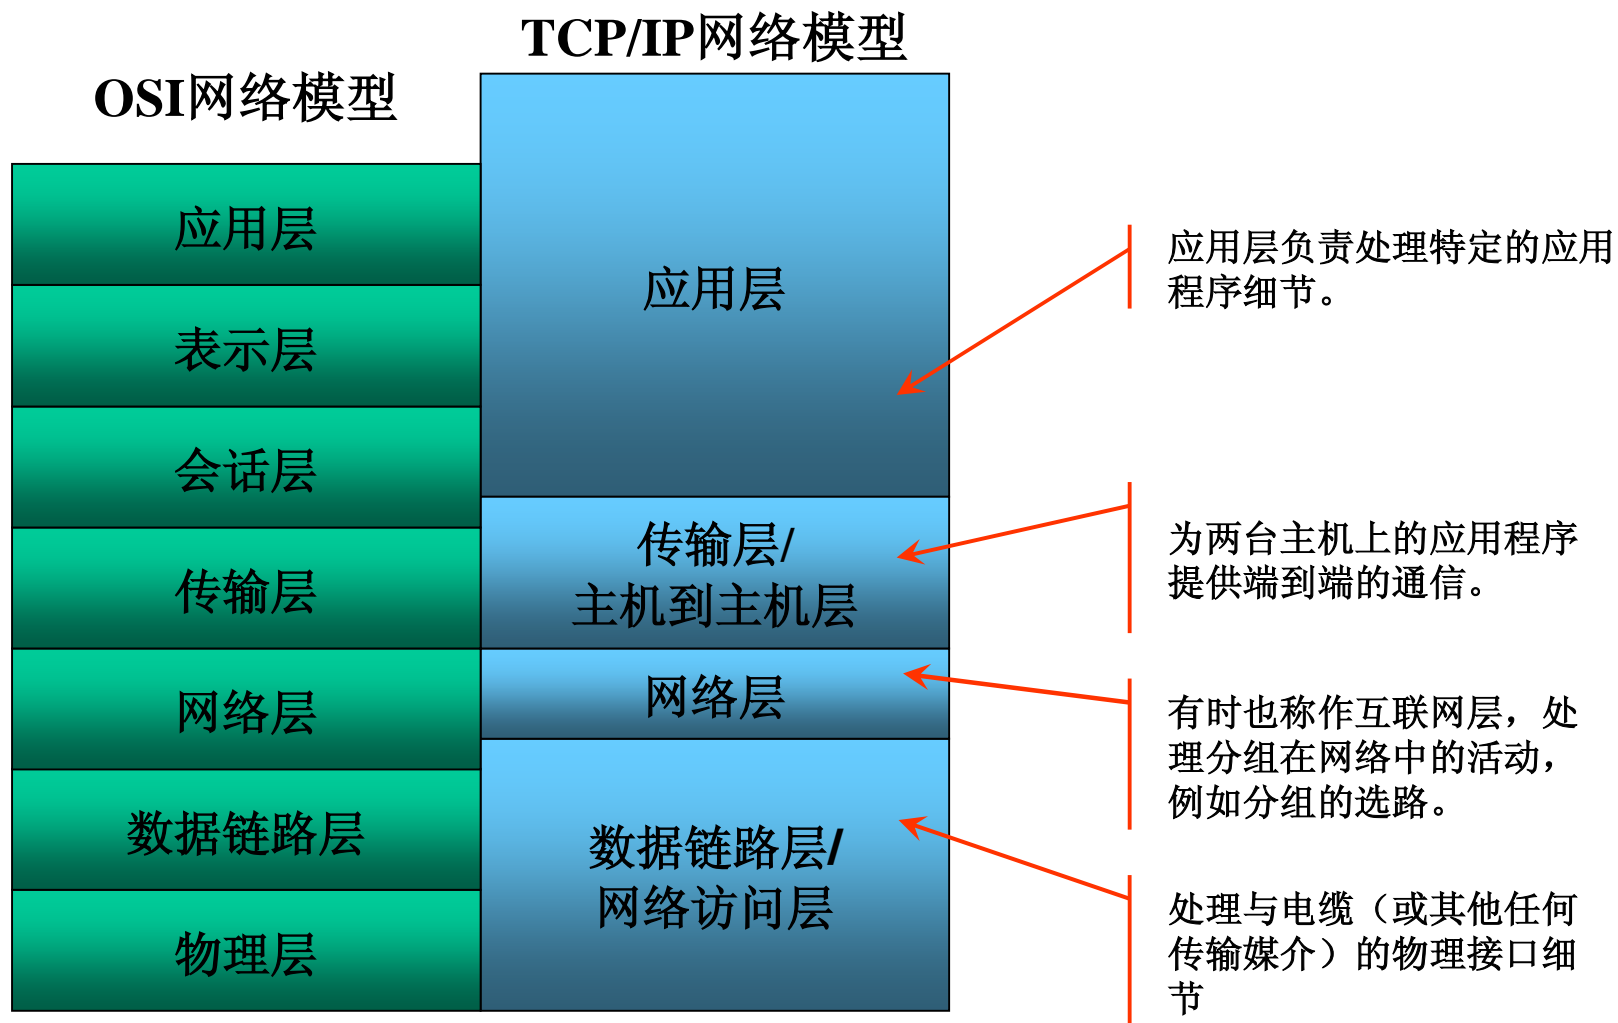 TCP/IP网络模型
OSI网络模型
应用层
表示层
会话层
传输层
网络层
数据链路层
物理层
应用层
传输层/
主机到主机层
网络层
数据链路层/
网络访问层
应用层负责处理特定的应用
程序细节。
为两台主机上的应用程序
提供端到端的通信。
有时也称作互联网层，处
理分组在网络中的活动，
例如分组的选路。
处理与电缆（或其他任何
传输媒介）的物理接口细
节